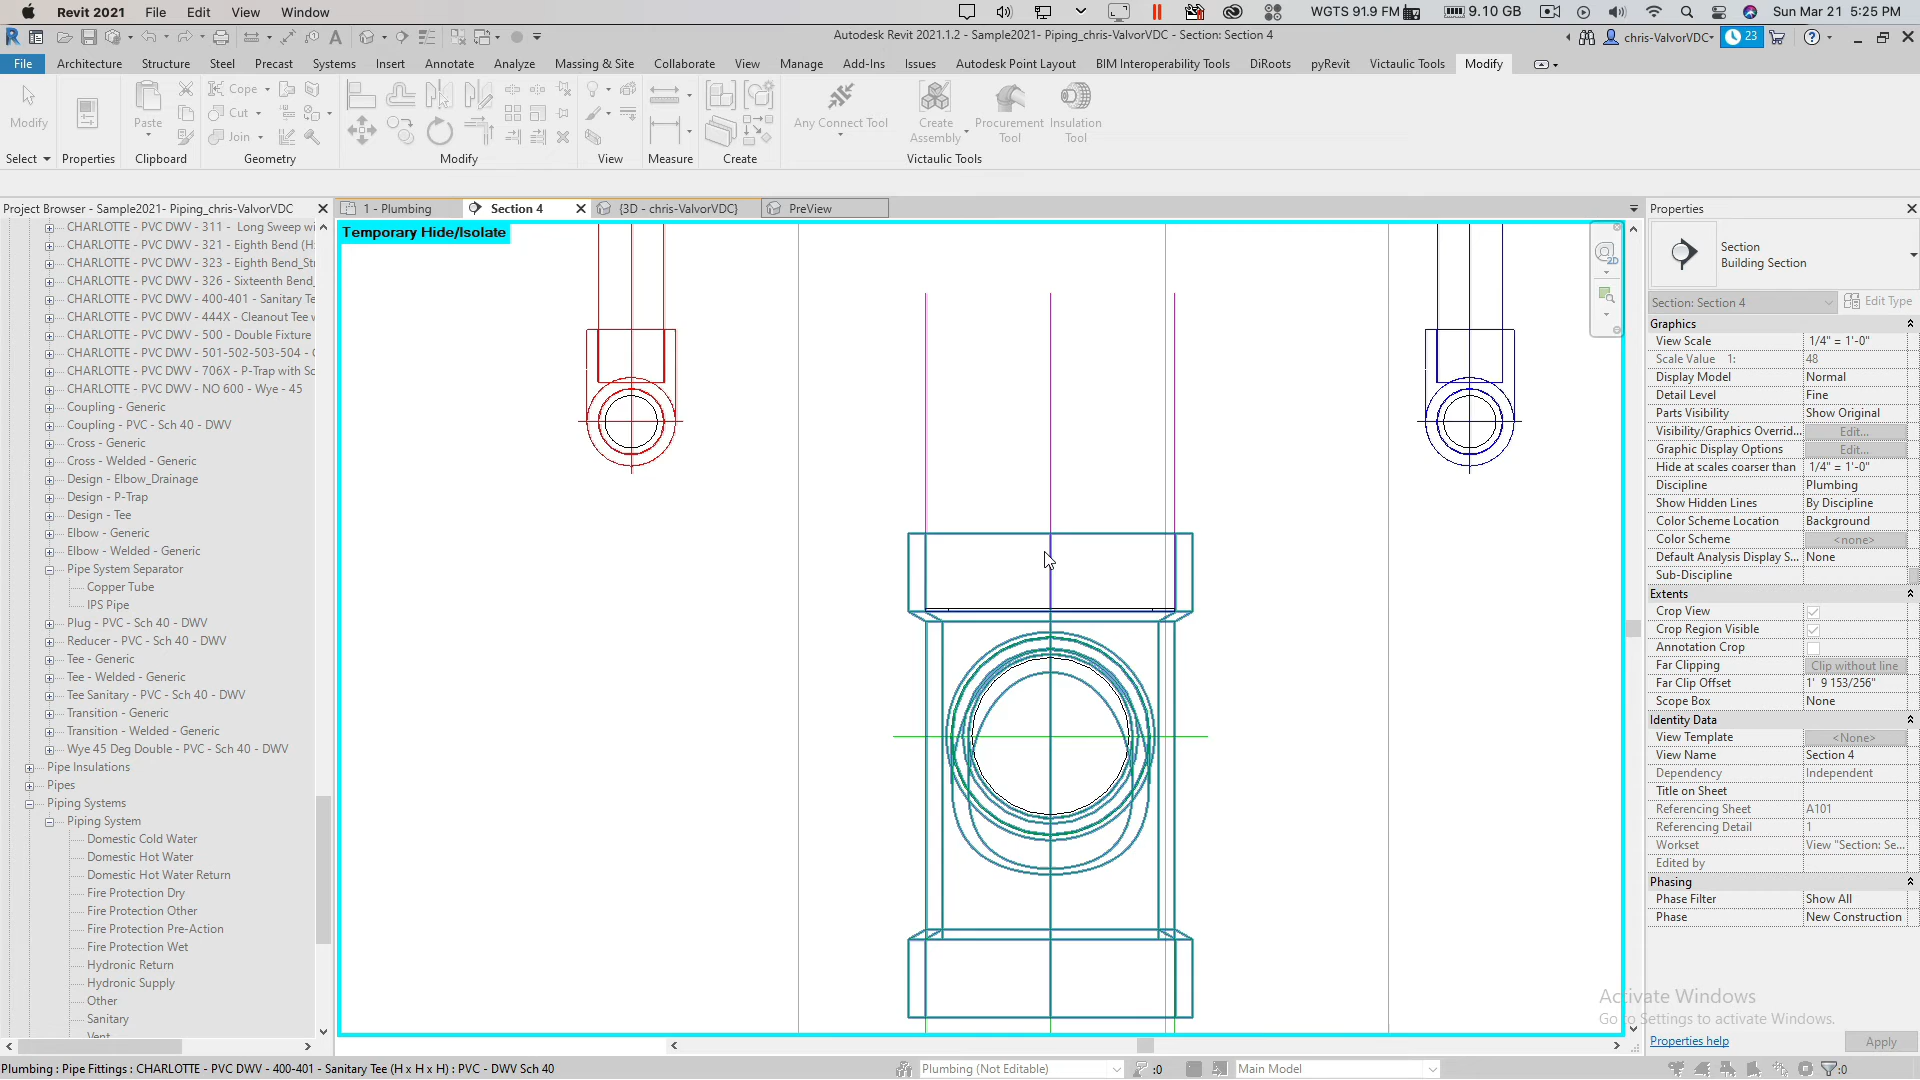 Revit 2021 File Edit View Window WGTS 91.9 FM 9.10 GB Sun Mar 21 5:25 PM
Autodesk Revit 2021.1.2 - Sample2021- Piping_chris-ValvorVDC - Section: Section 4 chris-ValvorVDC 23
File Architecture Structure Steel Precast Systems Insert Annotate Analyze Massing & Site Collaborate View Manage Add-Ins Issues Autodesk Point Layout BIM Interoperability Tools DiRoots pyRevit Victaulic Tools Modify
Modify Paste Cope Cut Join Any Connect Tool Create Assembly Procurement Tool Insulation Tool
Select Properties Clipboard Geometry Modify View Measure Create Victaulic Tools
Project Browser - Sample2021- Piping_chris-ValvorVDC
CHARLOTTE - PVC DWV - 311 - Long Sweep wi
CHARLOTTE - PVC DWV - 321 - Eighth Bend (H:
CHARLOTTE - PVC DWV - 323 - Eighth Bend_St
CHARLOTTE - PVC DWV - 326 - Sixteenth Bend
CHARLOTTE - PVC DWV - 400-401 - Sanitary Te
CHARLOTTE - PVC DWV - 444X - Cleanout Tee w
CHARLOTTE - PVC DWV - 500 - Double Fixture
CHARLOTTE - PVC DWV - 501-502-503-504 - C
CHARLOTTE - PVC DWV - 706X - P-Trap with Sc
CHARLOTTE - PVC DWV - NO 600 - Wye - 45
Coupling - Generic
Coupling - PVC - Sch 40 - DWV
Cross - Generic
Cross - Welded - Generic
Design - Elbow_Drainage
Design - P-Trap
Design - Tee
Elbow - Generic
Elbow - Welded - Generic
Pipe System Separator
Copper Tube
IPS Pipe
Plug - PVC - Sch 40 - DWV
Reducer - PVC - Sch 40 - DWV
Tee - Generic
Tee - Welded - Generic
Tee Sanitary - PVC - Sch 40 - DWV
Transition - Generic
Transition - Welded - Generic
Wye 45 Deg Double - PVC - Sch 40 - DWV
Pipe Insulations
Pipes
Piping Systems
Piping System
Domestic Cold Water
Domestic Hot Water
Domestic Hot Water Return
Fire Protection Dry
Fire Protection Other
Fire Protection Pre-Action
Fire Protection Wet
Hydronic Return
Hydronic Supply
Other
Sanitary
Vent
1 - Plumbing Section 4 {3D - chris-ValvorVDC} PreView
Temporary Hide/Isolate
2D
Properties
Section
Building Section
Section: Section 4 Edit Type
Graphics
View Scale 1/4" = 1'-0"
Scale Value 1: 48
Display Model Normal
Detail Level Fine
Parts Visibility Show Original
Visibility/Graphics Overrid... Edit...
Graphic Display Options Edit...
Hide at scales coarser than 1/4" = 1'-0"
Discipline Plumbing
Show Hidden Lines By Discipline
Color Scheme Location Background
Color Scheme <none>
Default Analysis Display S... None
Sub-Discipline
Extents
Crop View
Crop Region Visible
Annotation Crop
Far Clipping Clip without line
Far Clip Offset 1' 9 153/256"
Scope Box None
Identity Data
View Template <None>
View Name Section 4
Dependency Independent
Title on Sheet
Referencing Sheet A101
Referencing Detail 1
Workset View "Section: Se...
Edited by
Phasing
Phase Filter Show All
Phase New Construction
Activate Windows
Go to Settings to activate Windows.
Properties help Apply
Plumbing : Pipe Fittings : CHARLOTTE - PVC DWV - 400-401 - Sanitary Tee (H x H x H) : PVC - DWV Sch 40 Plumbing (Not Editable) :0 Main Model :0